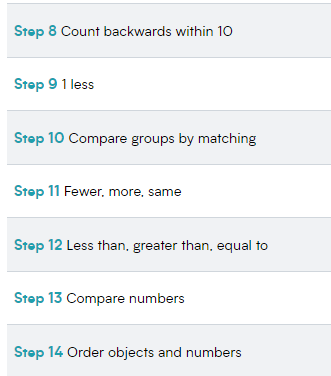 Step 8 Count backwards within 10
Step 9 1 less
Step 10 Compare groups by matching
Step 11 Fewer, more, same
Step 12 Less than, greater than, equal to
Step 13 Compare numbers
Step 14 Order objects and numbers